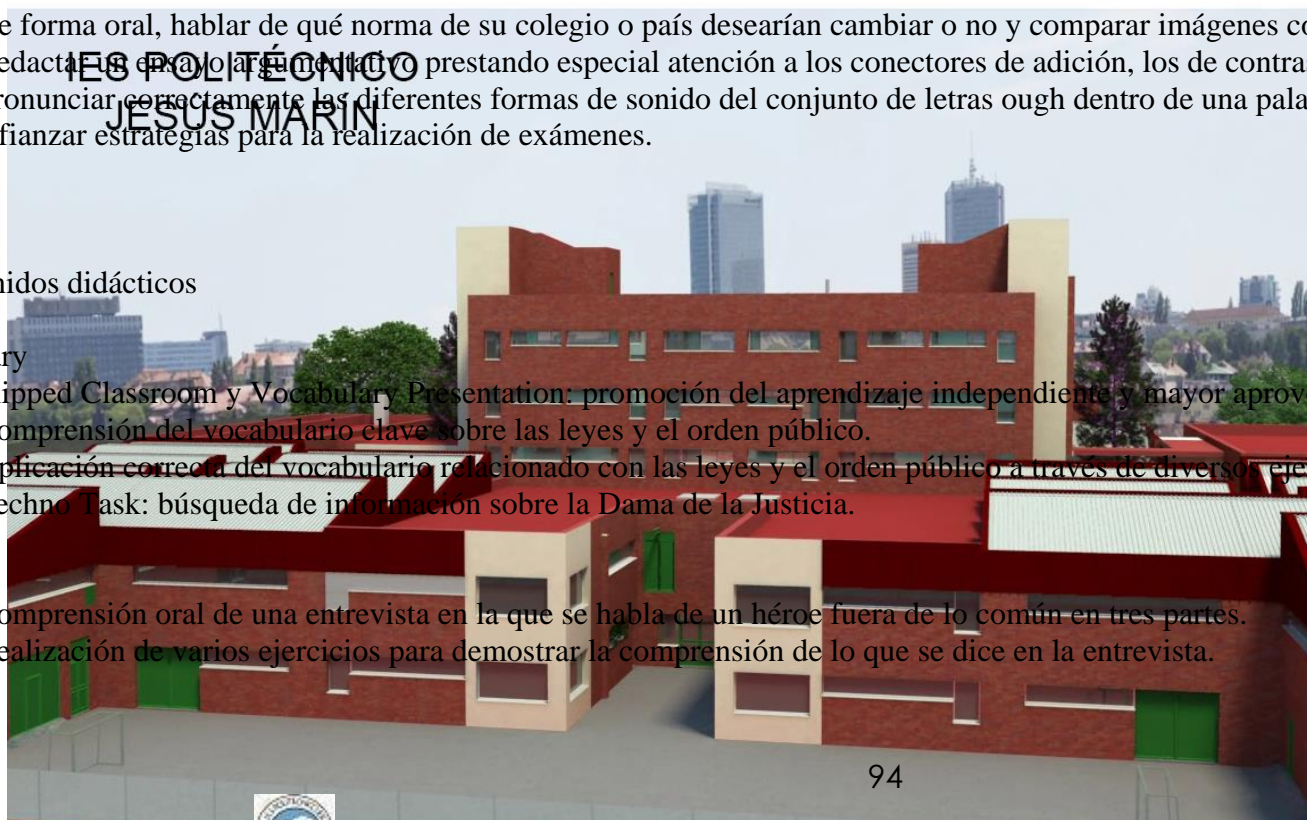 e forma oral, hablar de qué norma de su colegio o país desearían cambiar o no y comparar imágenes co
edactar un ensayo argumentativo prestando especial atención a los conectores de adición, los de contras
IES POLITÉCNICO
ronunciar correctamente las diferentes formas de sonido del conjunto de letras ough dentro de una pala
JESÚS MARÍN
fianzar estrategias para la realización de exámenes.
nidos didácticos
ary
ipped Classroom y Vocabulary Presentation: promoción del aprendizaje independiente y mayor aprov
omprensión del vocabulario clave sobre las leyes y el orden público.
plicación correcta del vocabulario relacionado con las leyes y el orden público a través de diversos eje
echno Task: búsqueda de información sobre la Dama de la Justicia.
omprensión oral de una entrevista en la que se habla de un héroe fuera de lo común en tres partes.
ealización de varios ejercicios para demostrar la comprensión de lo que se dice en la entrevista.
94